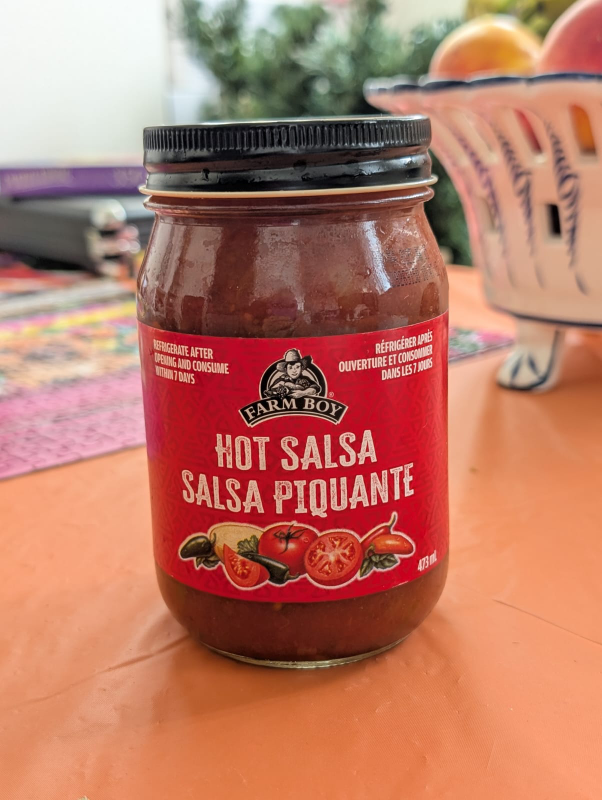 REFRIGERATE AFTER
OPENING AND CONSUME
WITHIN 7 DAYS
RÉFRIGÉRER APRÈS
OUVERTURE ET CONSOMMER
DANS LES 7 JOURS
FARM BOY
®
HOT SALSA
SALSA PIQUANTE
473 mL